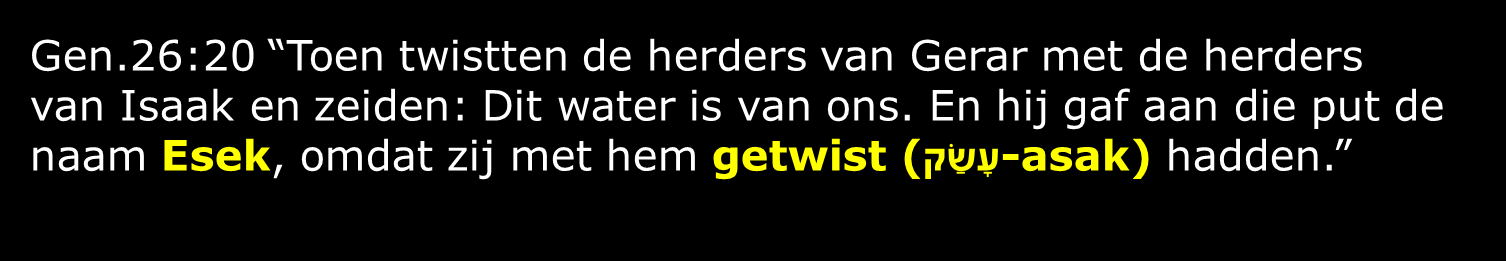 Gen.26:20 “Toen twistten de herders van Gerar met de herders
van Isaak en zeiden: Dit water is van ons. En hij gaf aan die put de
naam Esek, omdat zij met hem getwist (עָשַׂק-asak) hadden.”